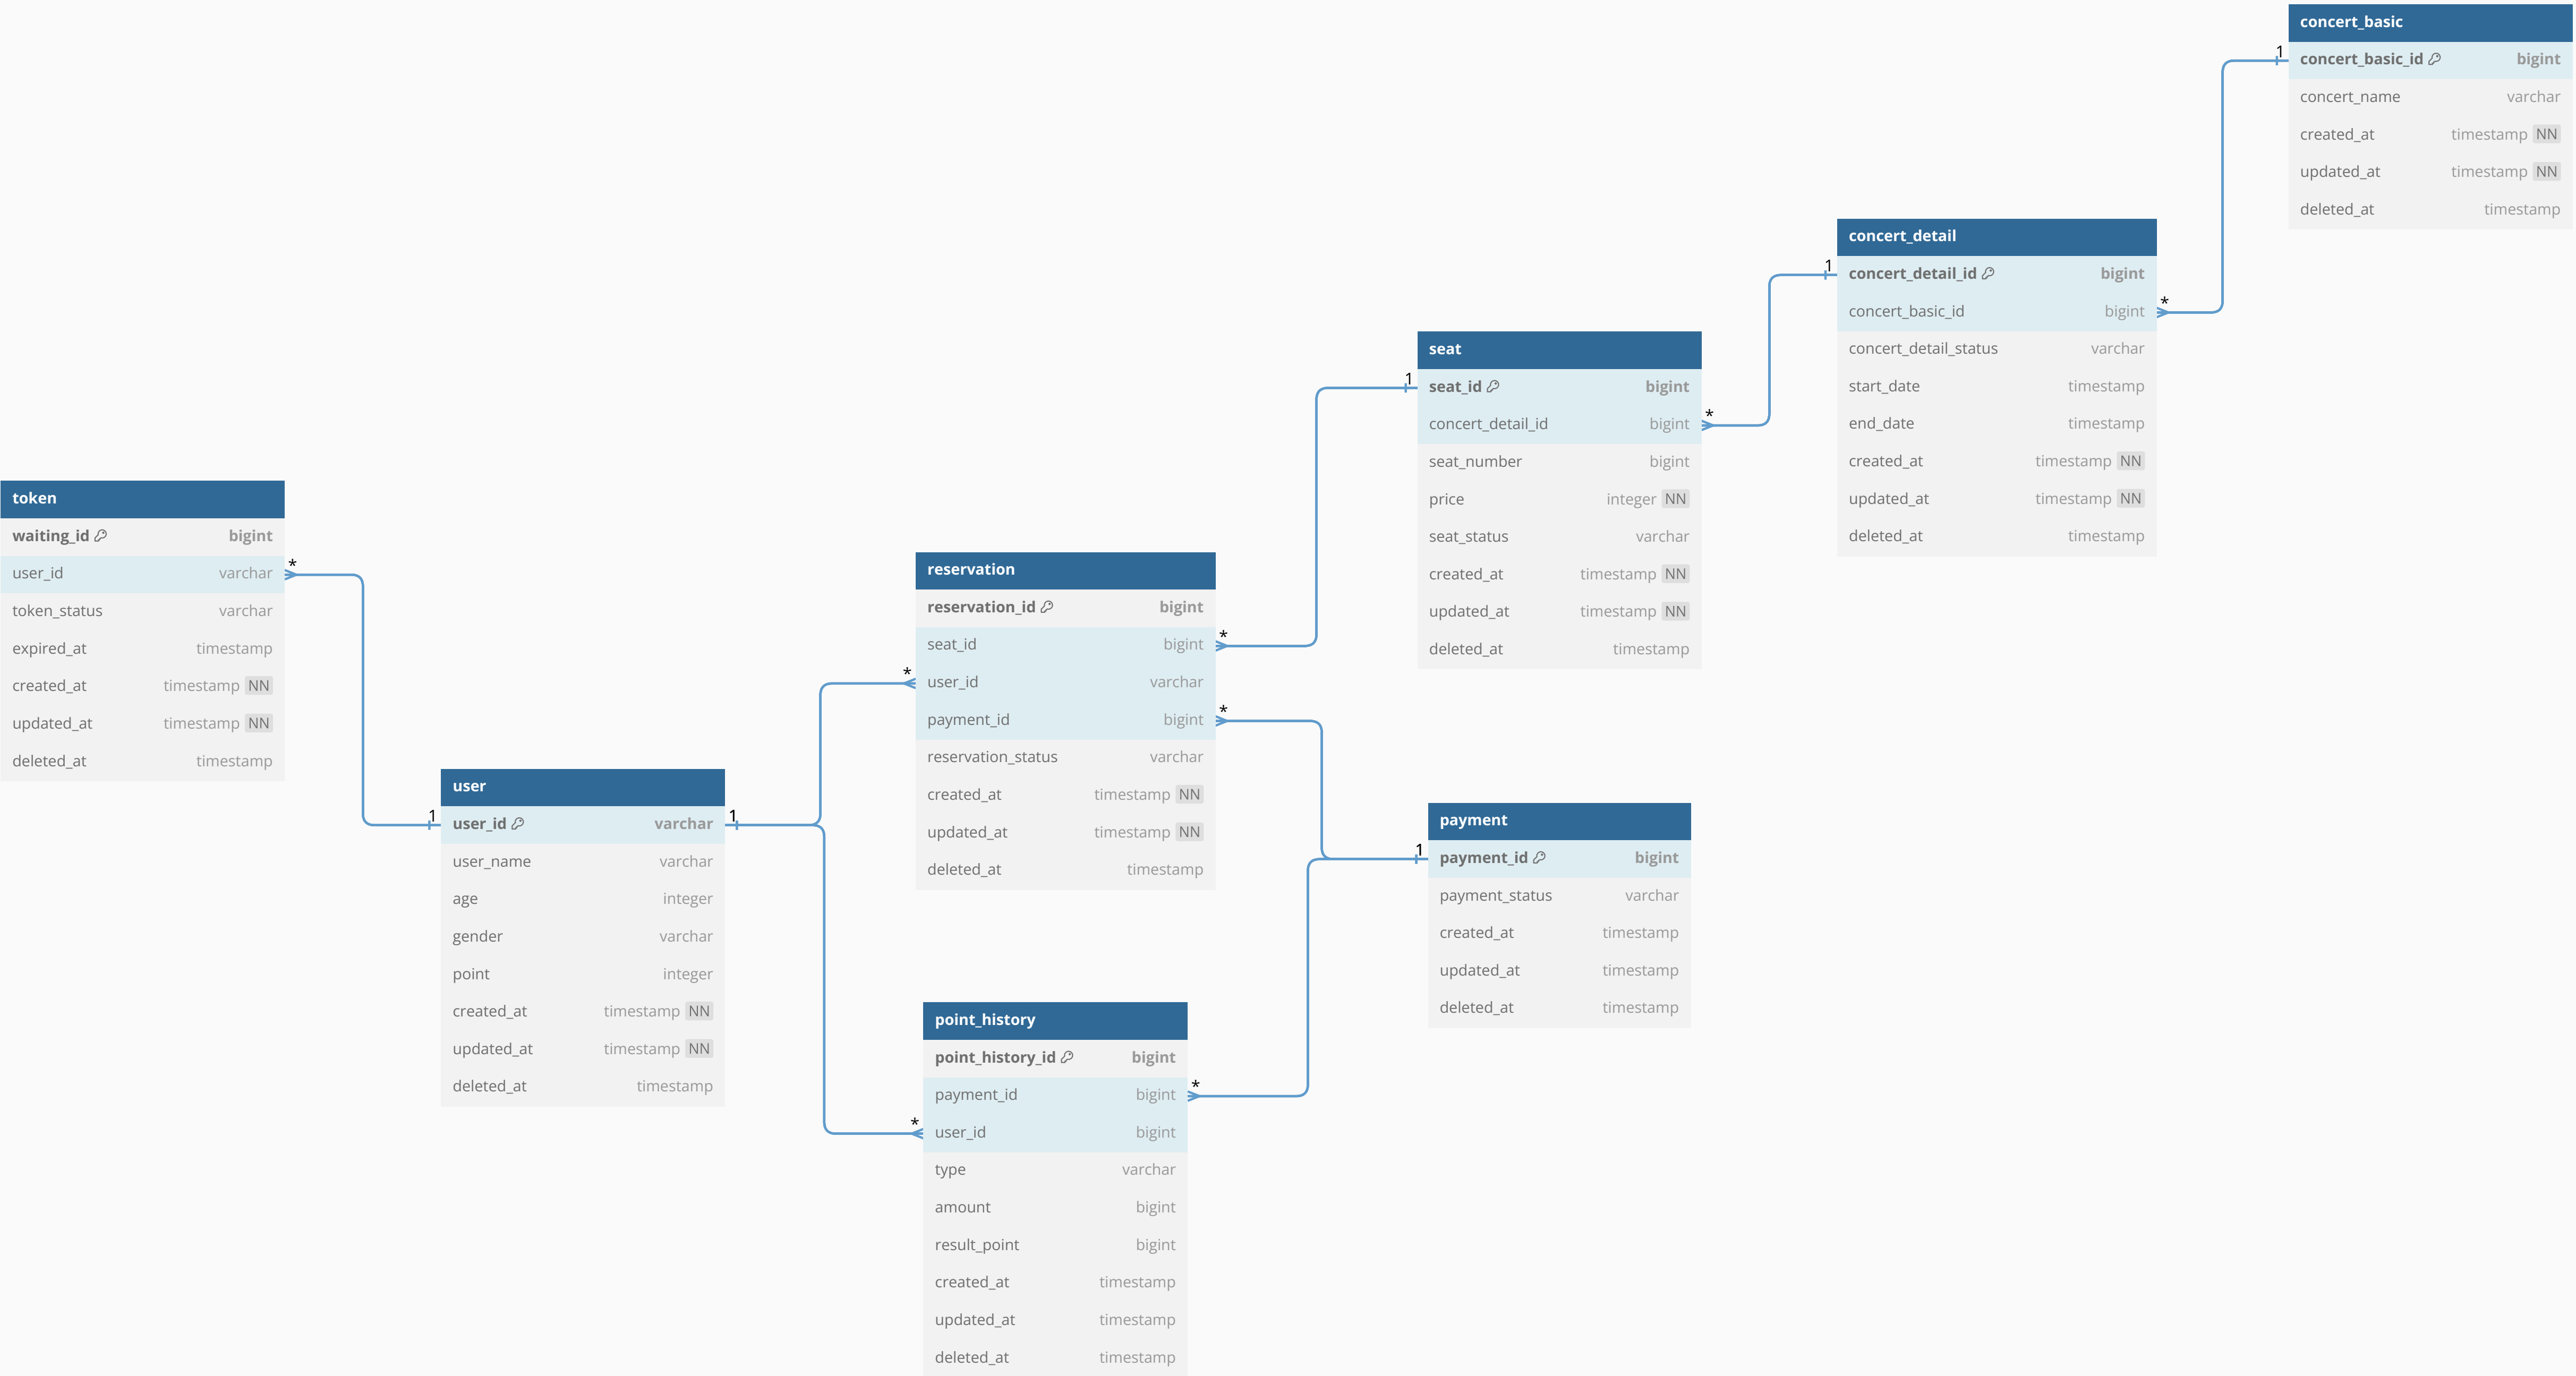 concert_basic
1
concert_basic_id bigint
concert_name varchar
created_at timestamp NN
updated_at timestamp NN
deleted_at timestamp
concert_detail
1
concert_detail_id bigint
*
concert_basic_id bigint
concert_detail_status varchar
start_date timestamp
end_date timestamp
created_at timestamp NN
updated_at timestamp NN
deleted_at timestamp
seat
1
seat_id bigint
*
concert_detail_id bigint
seat_number bigint
price integer NN
seat_status varchar
created_at timestamp NN
updated_at timestamp NN
deleted_at timestamp
token
waiting_id bigint
*
user_id varchar
token_status varchar
expired_at timestamp
created_at timestamp NN
updated_at timestamp NN
deleted_at timestamp
reservation
reservation_id bigint
*
seat_id bigint
*
user_id varchar
*
payment_id bigint
reservation_status varchar
created_at timestamp NN
updated_at timestamp NN
deleted_at timestamp
user
1 1
user_id varchar
user_name varchar
age integer
gender varchar
point integer
created_at timestamp NN
updated_at timestamp NN
deleted_at timestamp
payment
1
payment_id bigint
payment_status varchar
created_at timestamp
updated_at timestamp
deleted_at timestamp
point_history
point_history_id bigint
*
payment_id bigint
*
user_id bigint
type varchar
amount bigint
result_point bigint
created_at timestamp
updated_at timestamp
deleted_at timestamp